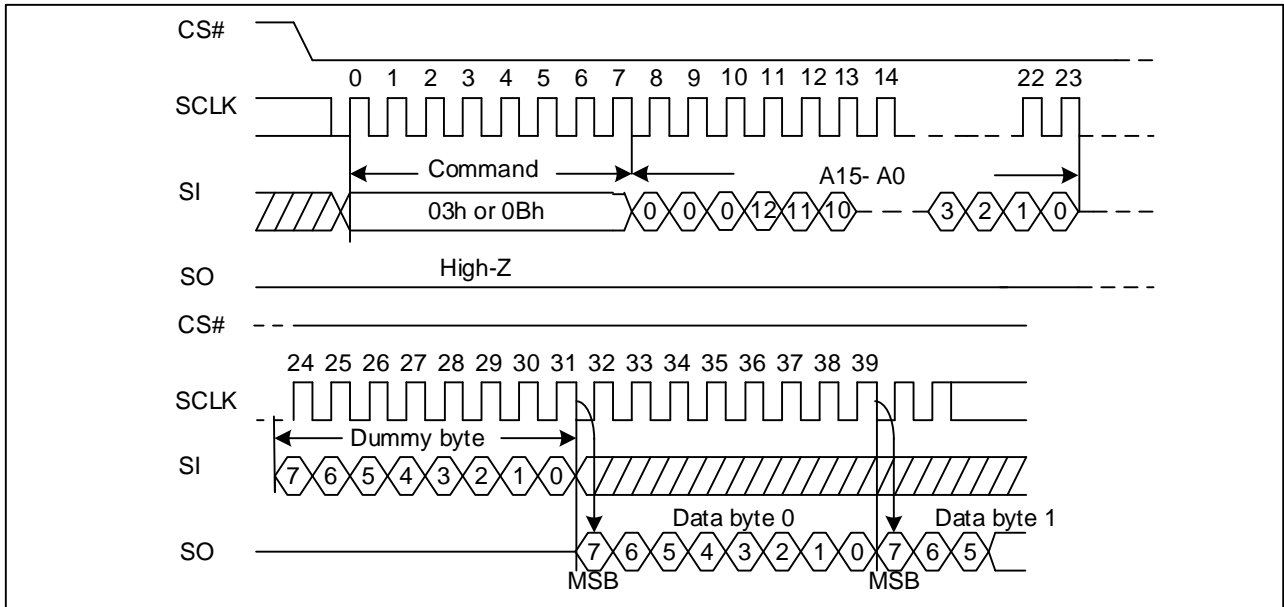 CS#
0 1 2 3 4 5 6 7 8 9 10 11 12 13 14 22 23
SCLK
Command
A15- A0
SI
03h or 0Bh
0 0 0 12 11 10 3 2 1 0
High-Z
SO
CS#
24 25 26 27 28 29 30 31 32 33 34 35 36 37 38 39
SCLK
Dummy byte
SI
7 6 5 4 3 2 1 0
Data byte 0 Data byte 1
SO
7 6 5 4 3 2 1 0 7 6 5
MSB MSB